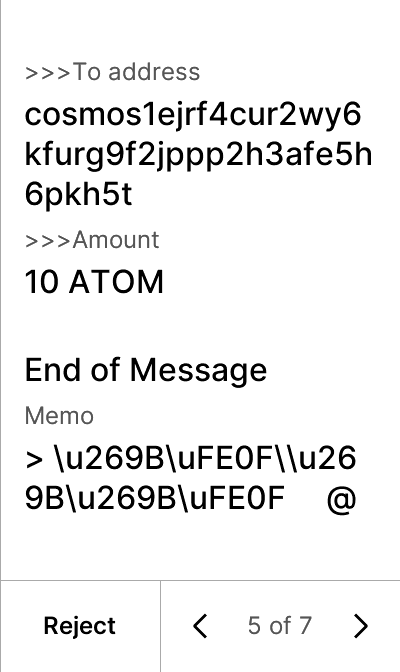 >>>To address
cosmos1ejrf4cur2wy6
kfurg9f2jppp2h3afe5h
6pkh5t
>>>Amount
10 ATOM
End of Message
Memo
> \u269B\uFE0F\\u26
9B\u269B\uFE0F @
Reject
5 of 7